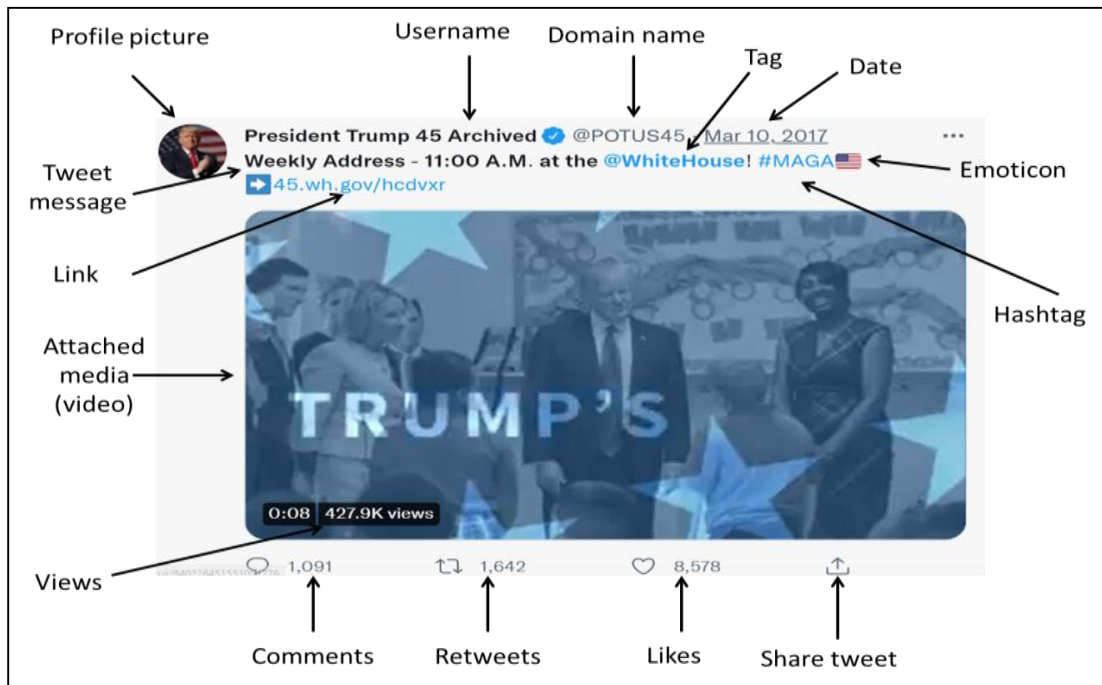 Profile picture
Username
Domain name
Tag
Date
President Trump 45 Archived @POTUS45 · Mar 10, 2017
Weekly Address - 11:00 A.M. at the @WhiteHouse! #MAGA
45.wh.gov/hcdvxr
Tweet
message
Emoticon
Link
Hashtag
Attached
media
(video)
TRUMP'S
0:08 427.9K views
Views
1,091 1,642 8,578
Comments
Retweets
Likes
Share tweet